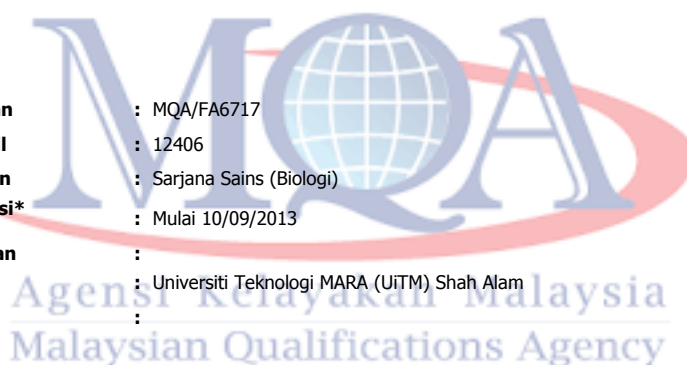 MQA
an : MQA/FA6717
l : 12406
n : Sarjana Sains (Biologi)
si* : Mulai 10/09/2013
an :
: Universiti Teknologi MARA (UiTM) Shah Alam
:
Agensi Kelayakan Malaysia
Malaysian Qualifications Agency